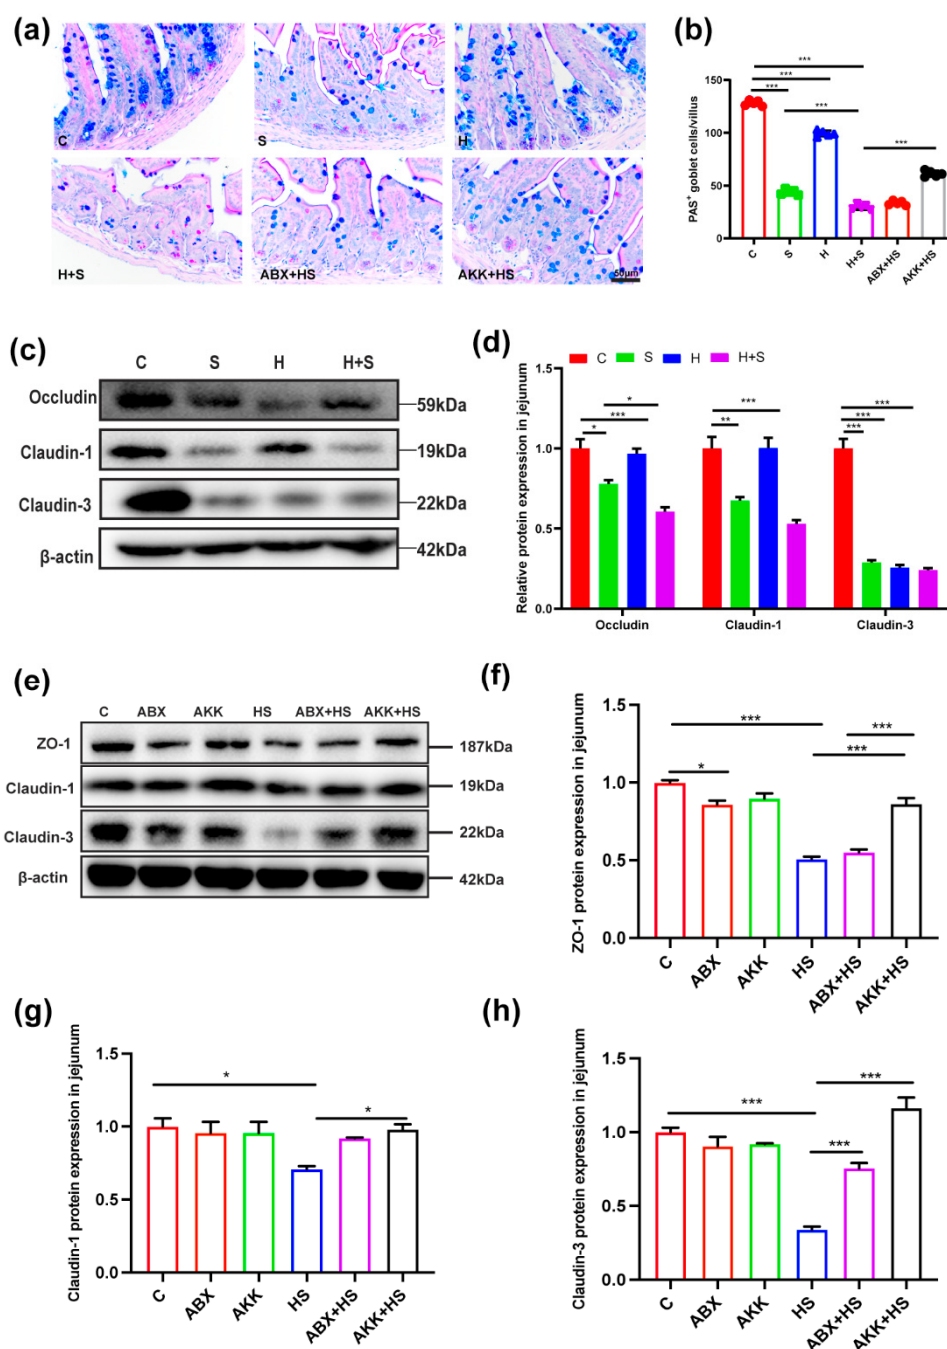 (a)
C
S
H
H+S
ABX+HS
AKK+HS
50μm
(b)
PAS+ goblet cells/villus
150
100
50
0
***
***
***
***
***
C
S
H
H+S
ABX+HS
AKK+HS
(c)
C S H H+S
Occludin 59kDa
Claudin-1 19kDa
Claudin-3 22kDa
β-actin 42kDa
(d)
C S H H+S
Relative protein expression in jejunum
1.5
1.0
0.5
0.0
*
***
*
***
**
***
***
***
Occludin Claudin-1 Claudin-3
(e)
C ABX AKK HS ABX+HS AKK+HS
ZO-1 187kDa
Claudin-1 19kDa
Claudin-3 22kDa
β-actin 42kDa
(f)
ZO-1 protein expression in jejunum
1.5
1.0
0.5
0.0
***
***
***
*
C
ABX
AKK
HS
ABX+HS
AKK+HS
(g)
Claudin-1 protein expression in jejunum
1.5
1.0
0.5
0.0
*
*
C
ABX
AKK
HS
ABX+HS
AKK+HS
(h)
Claudin-3 protein expression in jejunum
1.5
1.0
0.5
0.0
***
***
***
C
ABX
AKK
HS
ABX+HS
AKK+HS